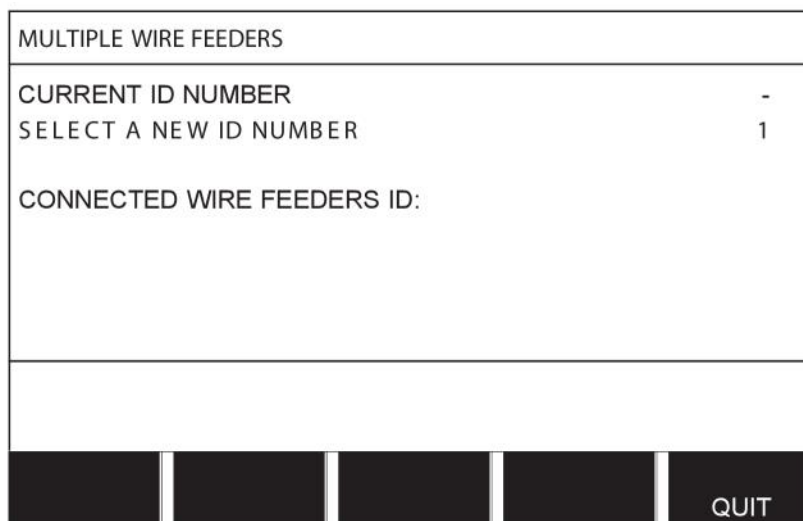 MULTIPLE WIRE FEEDERS
CURRENT ID NUMBER -
SELECT A NEW ID NUMBER 1
CONNECTED WIRE FEEDERS ID:
QUIT